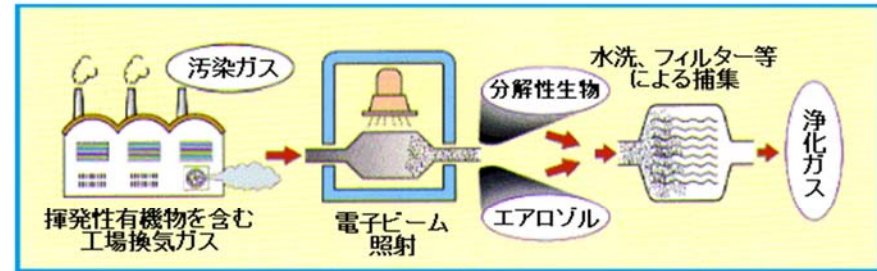 汚染ガス
揮発性有機物を含む
工場換気ガス
電子ビーム
照射
分解性生物
エアロゾル
水洗、フィルター等
による捕集
浄化ガス